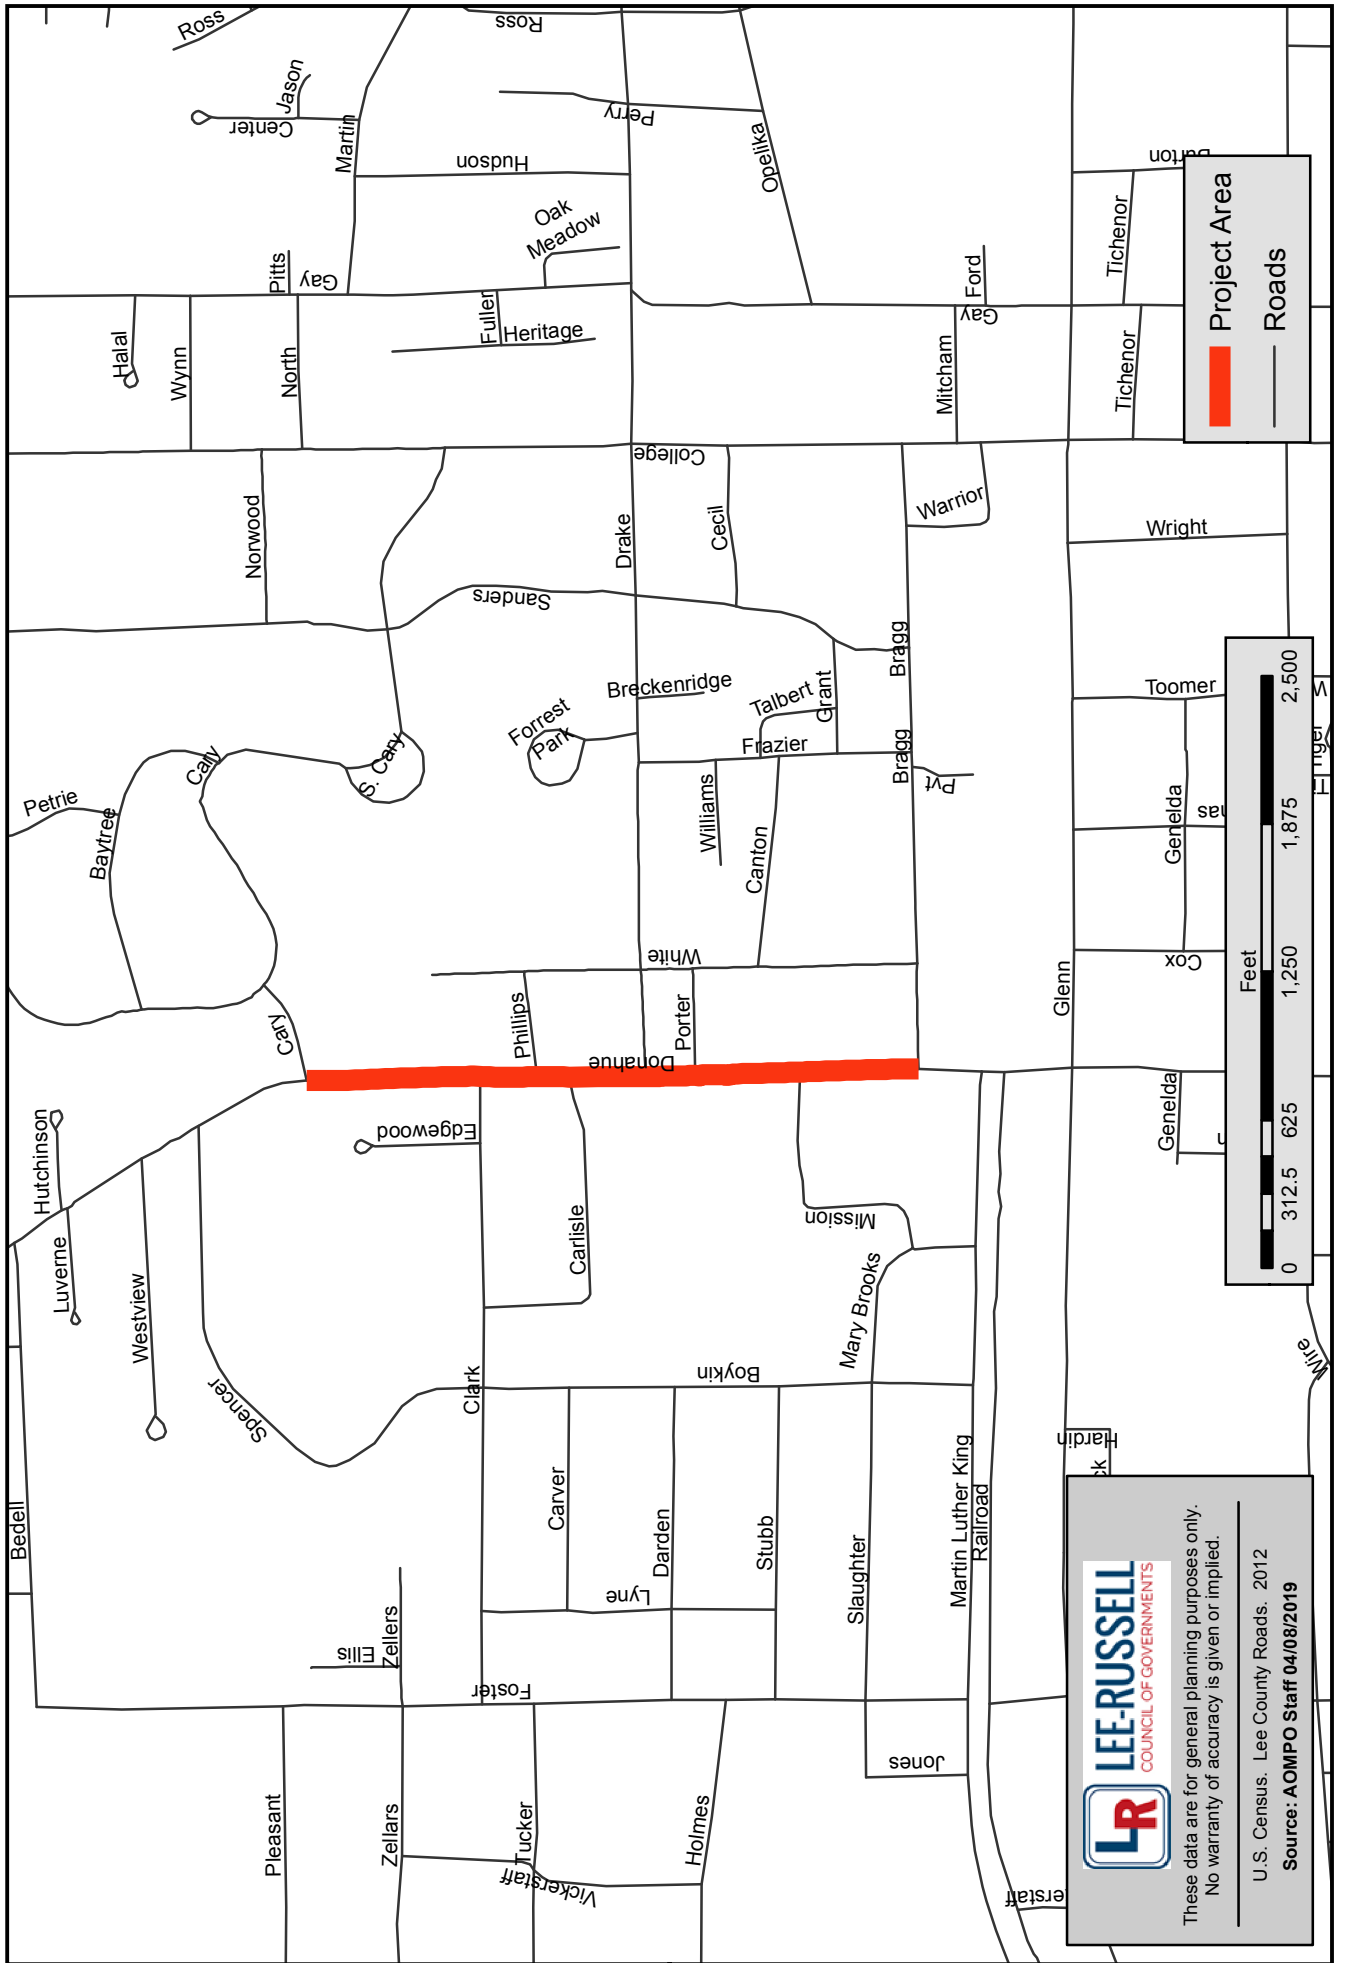 Ross
Ross
Jason
Center
Martin
Perry
Hudson
Opelika
Oak
Meadow
Pitts
Gay
Ford
Gay
Tichenor
Halal
Wynn
North
Fuller
Heritage
Mitcham
Tichenor
Norwood
College
Drake
Cecil
Warrior
Wright
Sanders
Bragg
Breckenridge
Talbert
Grant
Toomer
Forrest
Park
Frazier
Bragg
Pvt
Petrie
Baytree
Cary
S. Cary
Williams
Canton
Genelda
White
Glenn
Cox
Cary
Phillips
Porter
Donahue
Hutchinson
Edgewood
Genelda
Luverne
Westview
Carlisle
Mission
Mary Brooks
Wire
Spencer
Clark
Boykin
Hardin
Bedell
Carver
Darden
Stubb
Slaughter
Martin Luther King
Railroad
Lyne
Ellis
Zellers
Foster
Jones
Pleasant
Zellars
Tucker
Vickerstaff
Holmes
erstaff
Project Area
Roads
Feet
0 312.5 625 1,250 1,875 2,500
LR LEE-RUSSELL
COUNCIL OF GOVERNMENTS
These data are for general planning purposes only.
No warranty of accuracy is given or implied.
U.S. Census. Lee County Roads. 2012
Source: AOMPO Staff 04/08/2019